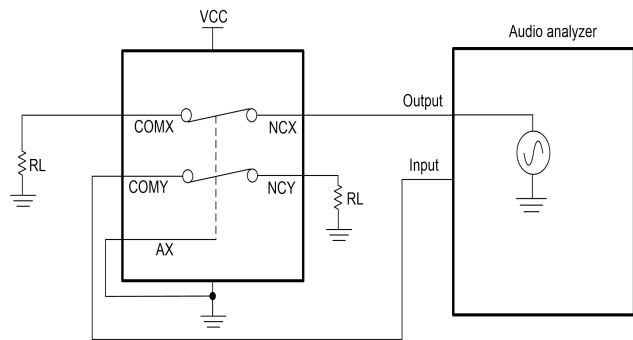 VCC
Audio analyzer
Output
COMX
NCX
RL
Input
COMY
NCY
RL
AX